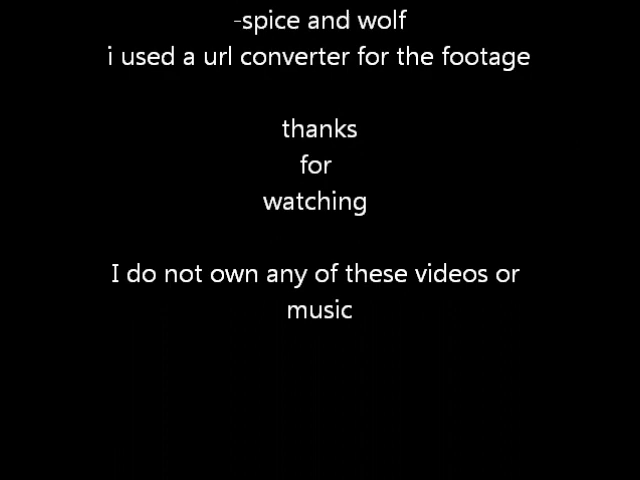 -spice and wolf
i used a url converter for the footage
thanks
for
watching
I do not own any of these videos or
music